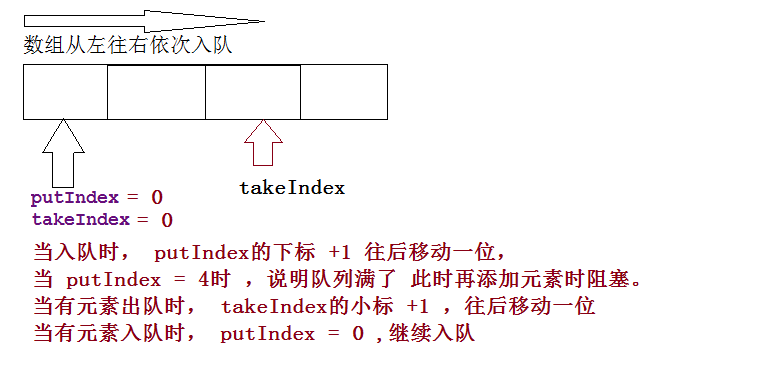 数组从左往右依次入队
takeIndex
putIndex = 0
takeIndex = 0
当入队时, putIndex的下标 +1 往后移动一位,
当 putIndex = 4时 ,说明队列满了 此时再添加元素时阻塞。
当有元素出队时, takeIndex的小标 +1 ,往后移动一位
当有元素入队时, putIndex = 0 ,继续入队